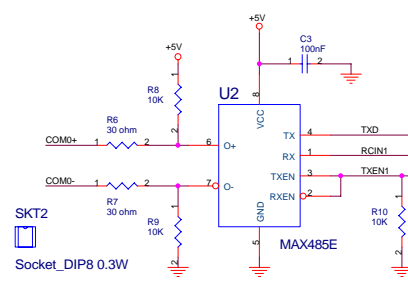 +5V
+5V
C3
100nF
1
2
R8
10K
1
2
U2
8
VCC
R6
30 ohm
COM0+
1
2
6
O+
TX
4
TXD
RX
1
RCIN1
COM0-
1
2
7
O-
TXEN
3
TXEN1
RXEN
2
R7
30 ohm
GND
5
MAX485E
R9
10K
1
2
R10
10K
1
2
SKT2
Socket_DIP8 0.3W